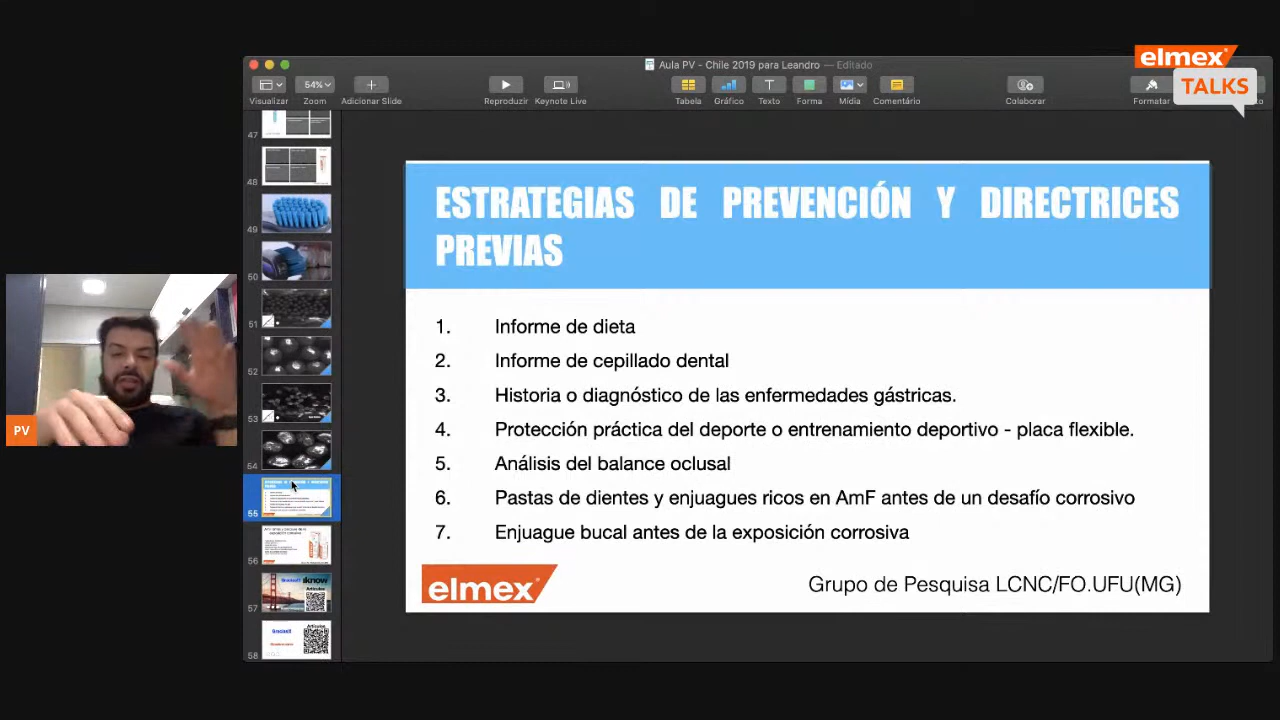 elmex®
TALKS
Aula PV - Chile 2019 para Leandro — Editado
54%
Visualizar Zoom Adicionar Slide Reproduzir Keynote Live Tabela Gráfico Texto Forma Mídia Comentário Colaborar Formatar
47
48
49
50
51
52
53
54
55
56
57
58
ESTRATEGIAS DE PREVENCIÓN Y DIRECTRICES
PREVIAS
1. Informe de dieta
2. Informe de cepillado dental
3. Historia o diagnóstico de las enfermedades gástricas.
4. Protección práctica del deporte o entrenamiento deportivo - placa flexible.
5. Análisis del balance oclusal
6. Pastas de dientes y enjuagues ricos en AmF antes de un desafío corrosivo
7. Enjuague bucal antes de la exposición corrosiva
elmex®
Grupo de Pesquisa LCNC/FO.UFU(MG)
PV